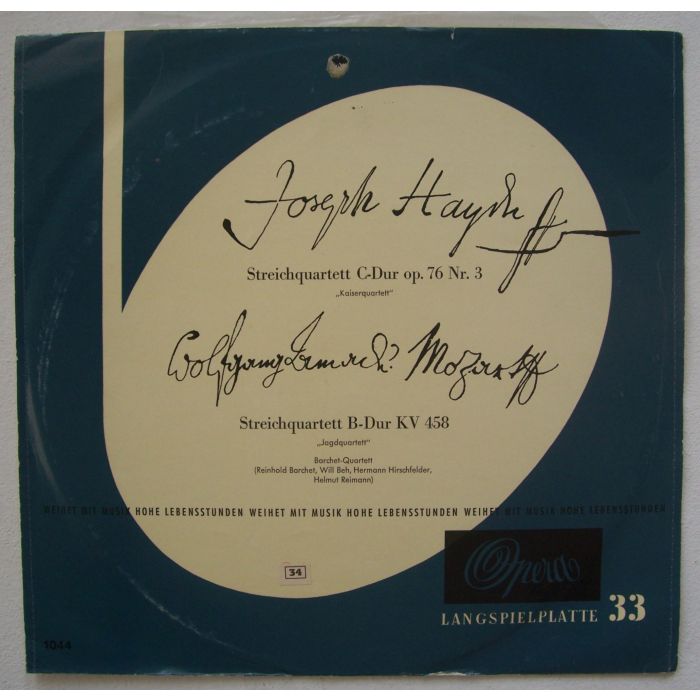 Joseph Haydn
Streichquartett C-Dur op. 76 Nr. 3
„Kaiserquartett“
Wolfgang Amadé Mozart
Streichquartett B-Dur KV 458
„Jagdquartett“
Barchet-Quartett
(Reinhold Barchet, Will Beh, Hermann Hirschfelder,
Helmut Reimann)
WEIHET MIT MUSIK HOHE LEBENSSTUNDEN WEIHET MIT MUSIK HOHE LEBENSSTUNDEN WEIHET MIT MUSIK HOHE LEBENSSTUNDEN
Opera
34
LANGSPIELPLATTE 33
1044